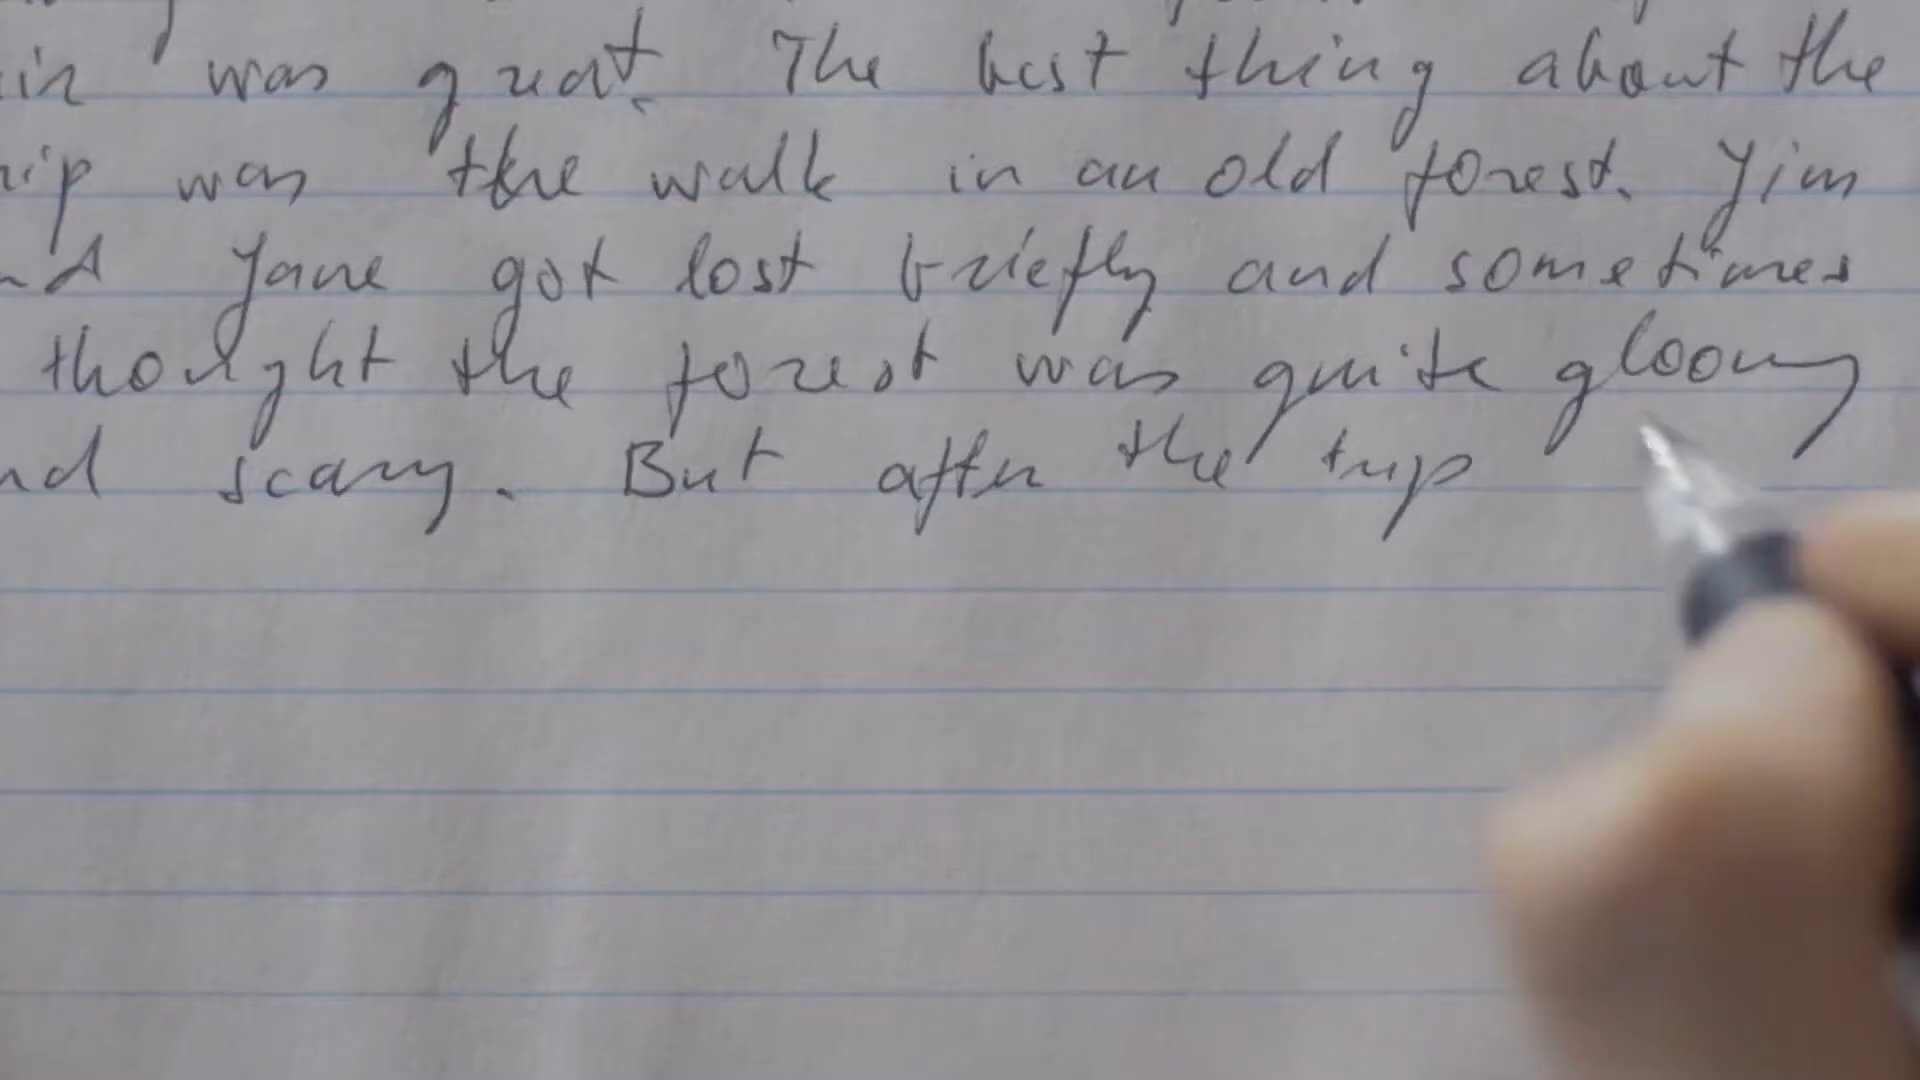 was great. The best thing about the
was the walk in an old forest. Jim
Jane got lost briefly and sometimes
thought the forest was quite gloomy
scary. But after the trip